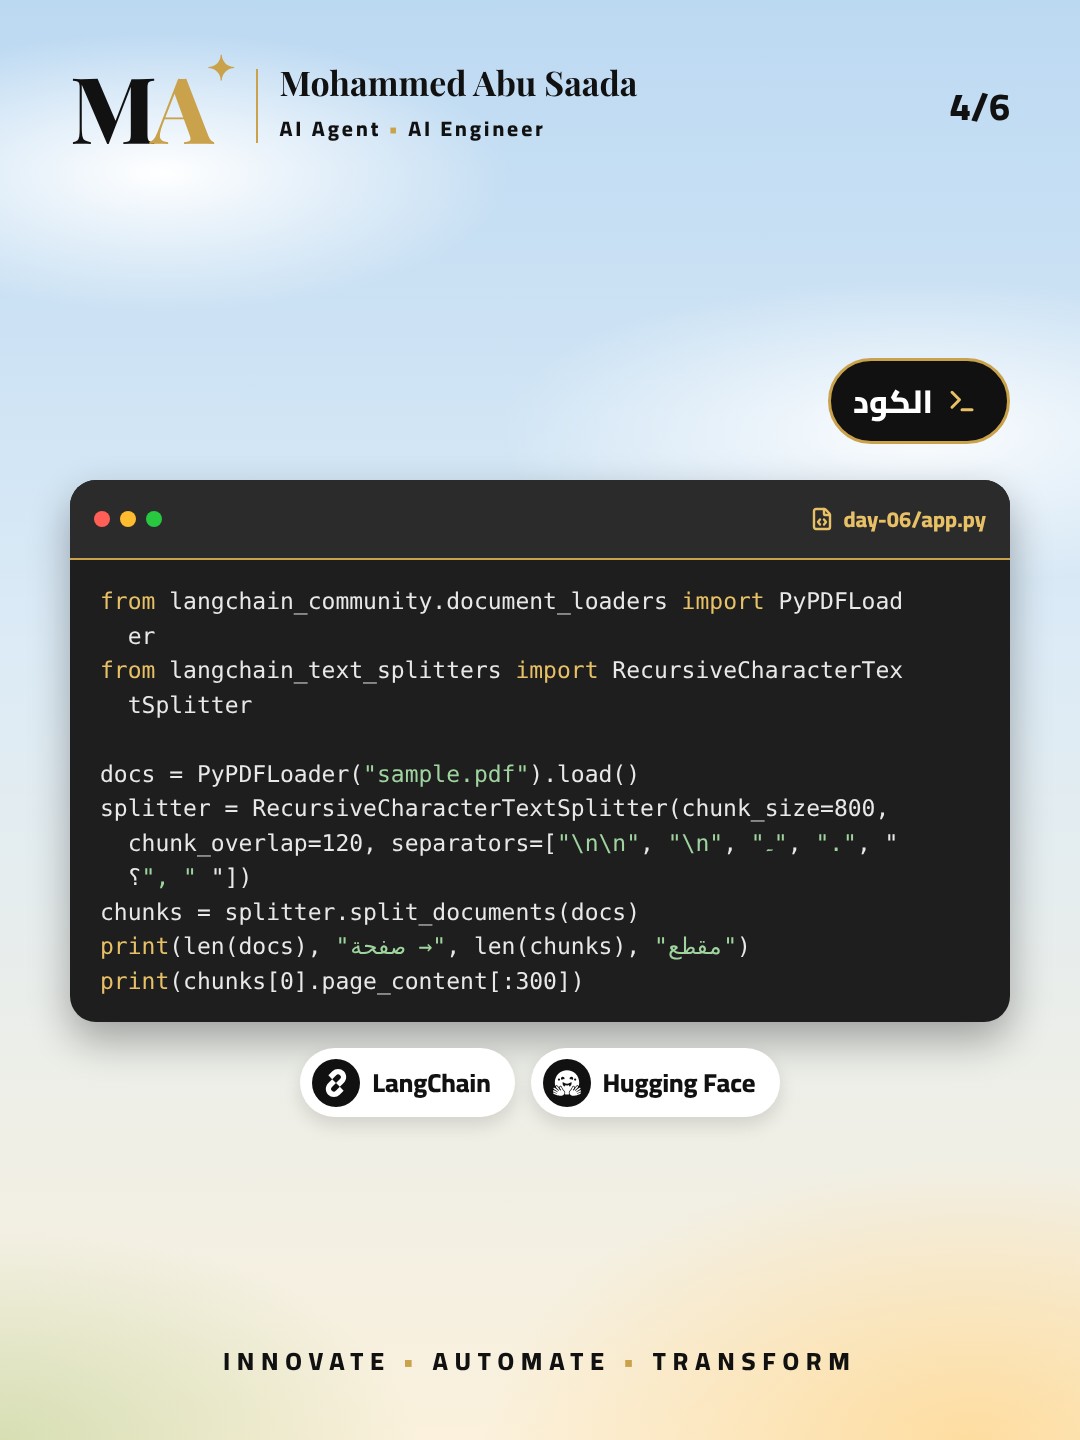 MA
Mohammed Abu Saada
AI Agent ▪ AI Engineer
4/6
الكود
day-06/app.py
from langchain_community.document_loaders import PyPDFLoad
er
from langchain_text_splitters import RecursiveCharacterTex
tSplitter
docs = PyPDFLoader("sample.pdf").load()
splitter = RecursiveCharacterTextSplitter(chunk_size=800,
chunk_overlap=120, separators=["\n\n", "\n", "۔", ".", "
؟", " "])
chunks = splitter.split_documents(docs)
print(len(docs), "صفحة →", len(chunks), "مقطع")
print(chunks[0].page_content[:300])
LangChain
Hugging Face
INNOVATE ▪ AUTOMATE ▪ TRANSFORM